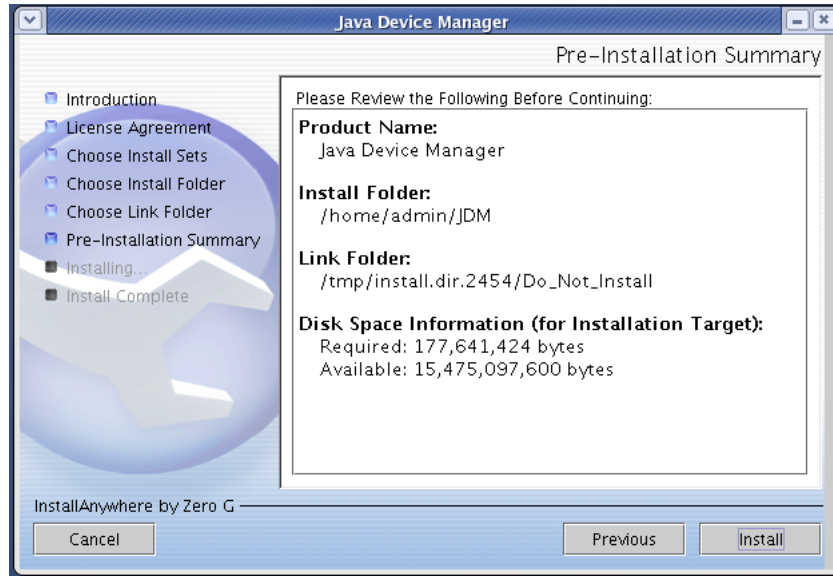 Java Device Manager
Pre-Installation Summary
Introduction
License Agreement
Choose Install Sets
Choose Install Folder
Choose Link Folder
Pre-Installation Summary
Installing...
Install Complete
Please Review the Following Before Continuing:
Product Name:
Java Device Manager
Install Folder:
/home/admin/JDM
Link Folder:
/tmp/install.dir.2454/Do_Not_Install
Disk Space Information (for Installation Target):
Required: 177,641,424 bytes
Available: 15,475,097,600 bytes
InstallAnywhere by Zero G
Cancel
Previous
Install